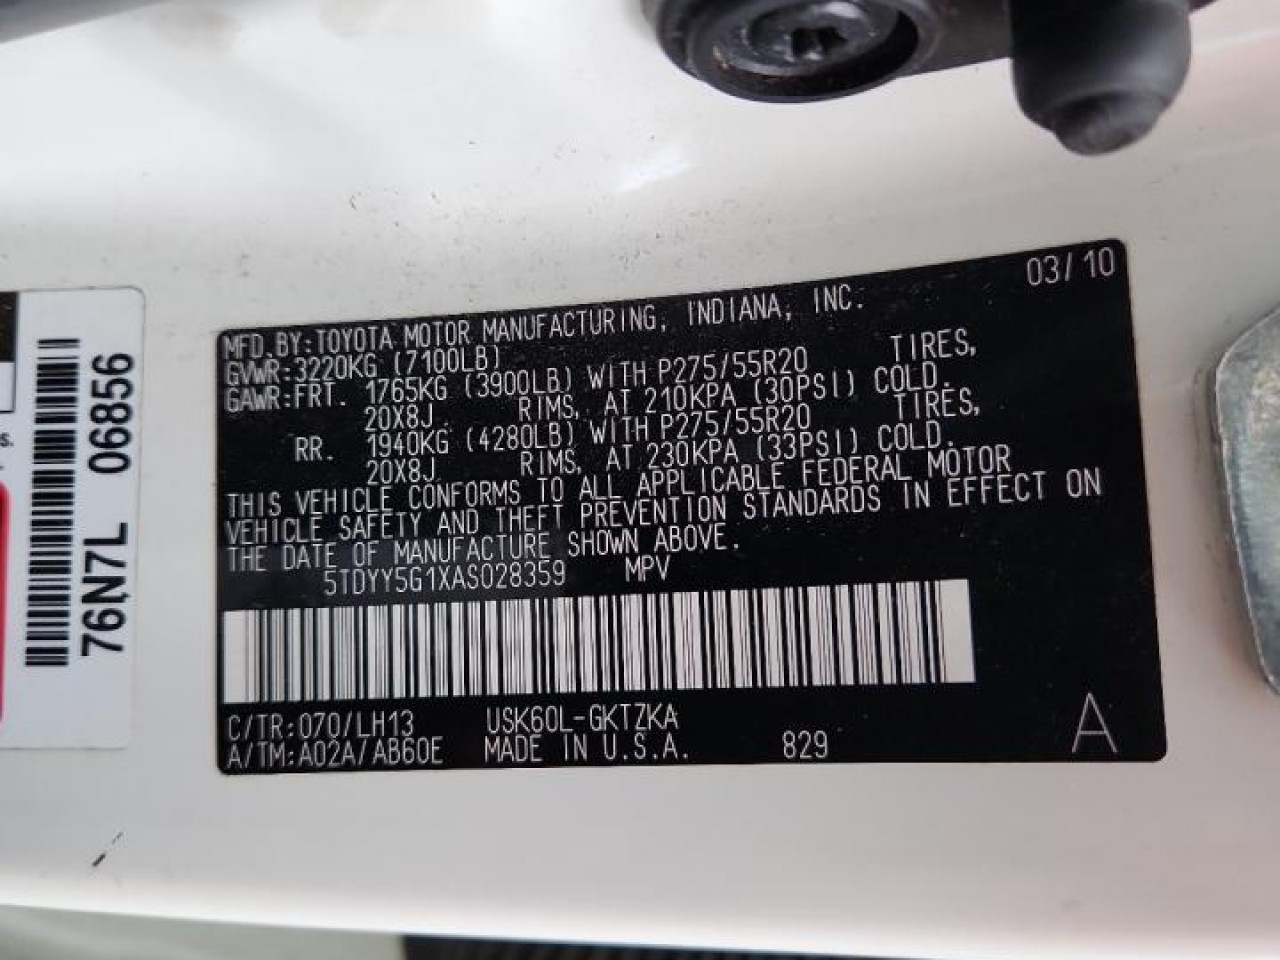 03/10
MFD.BY:TOYOTA MOTOR MANUFACTURING, INDIANA, INC.
GVWR:3220KG (7100LB)
GAWR:FRT. 1765KG (3900LB) WITH P275/55R20 TIRES,
20X8J RIMS, AT 210KPA (30PSI) COLD.
RR. 1940KG (4280LB) WITH P275/55R20 TIRES,
20X8J RIMS, AT 230KPA (33PSI) COLD.
THIS VEHICLE CONFORMS TO ALL APPLICABLE FEDERAL MOTOR
VEHICLE SAFETY AND THEFT PREVENTION STANDARDS IN EFFECT ON
THE DATE OF MANUFACTURE SHOWN ABOVE.
5TDYY5G1XAS028359 MPV
C/TR:070/LH13 USK60L-GKTZKA
A/TM:A02A/AB60E MADE IN U.S.A. 829
A
76N7L 06856
s.